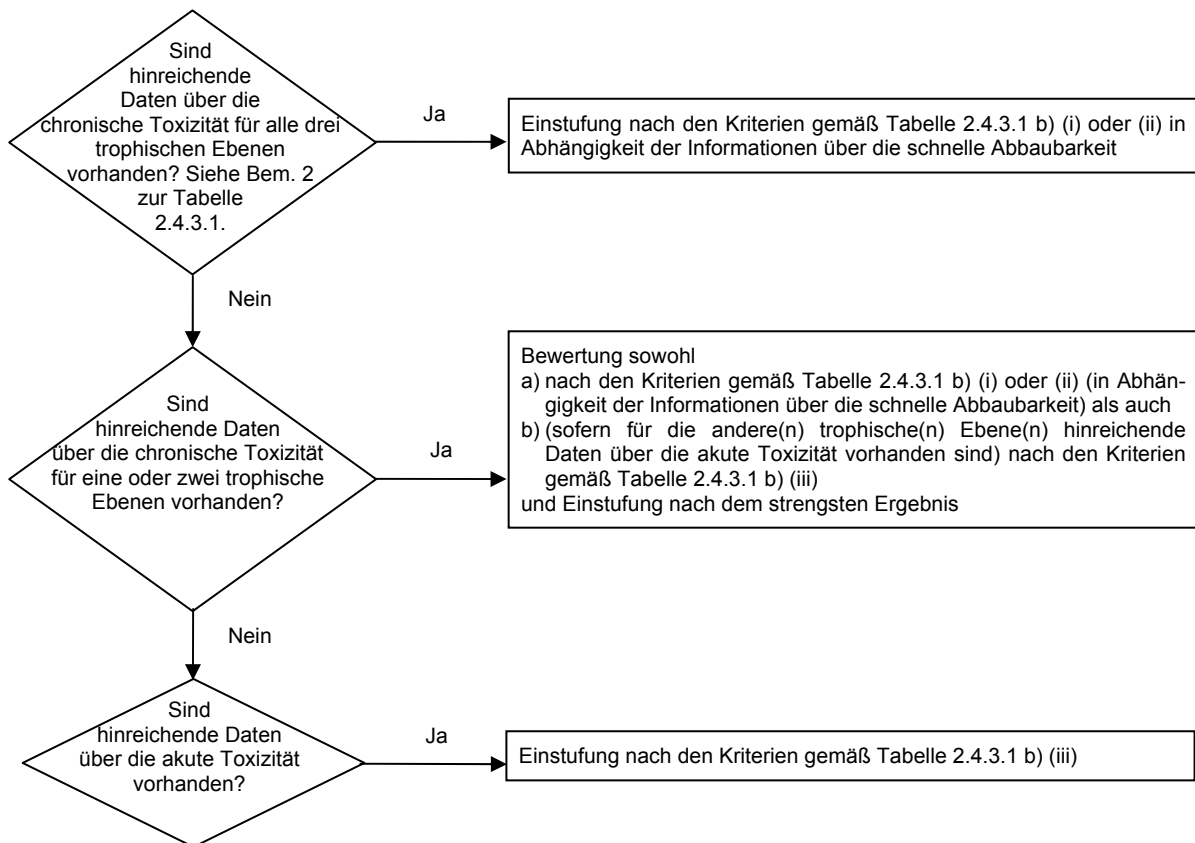 Sind
hinreichende
Daten über die
chronische Toxizität für alle drei
trophischen Ebenen
vorhanden? Siehe Bem. 2
zur Tabelle
2.4.3.1.
Ja
Einstufung nach den Kriterien gemäß Tabelle 2.4.3.1 b) (i) oder (ii) in
Abhängigkeit der Informationen über die schnelle Abbaubarkeit
Nein
Sind
hinreichende Daten
über die chronische Toxizität
für eine oder zwei trophische
Ebenen vorhanden?
Ja
Bewertung sowohl
a) nach den Kriterien gemäß Tabelle 2.4.3.1 b) (i) oder (ii) (in Abhän-
gigkeit der Informationen über die schnelle Abbaubarkeit) als auch
b) (sofern für die andere(n) trophische(n) Ebene(n) hinreichende
Daten über die akute Toxizität vorhanden sind) nach den Kriterien
gemäß Tabelle 2.4.3.1 b) (iii)
und Einstufung nach dem strengsten Ergebnis
Nein
Sind
hinreichende Daten
über die akute Toxizität
vorhanden?
Ja
Einstufung nach den Kriterien gemäß Tabelle 2.4.3.1 b) (iii)